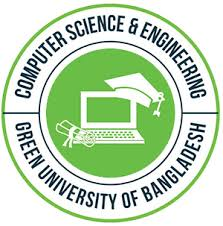 COMPUTER SCIENCE & ENGINEERING
GREEN UNIVERSITY OF BANGLADESH